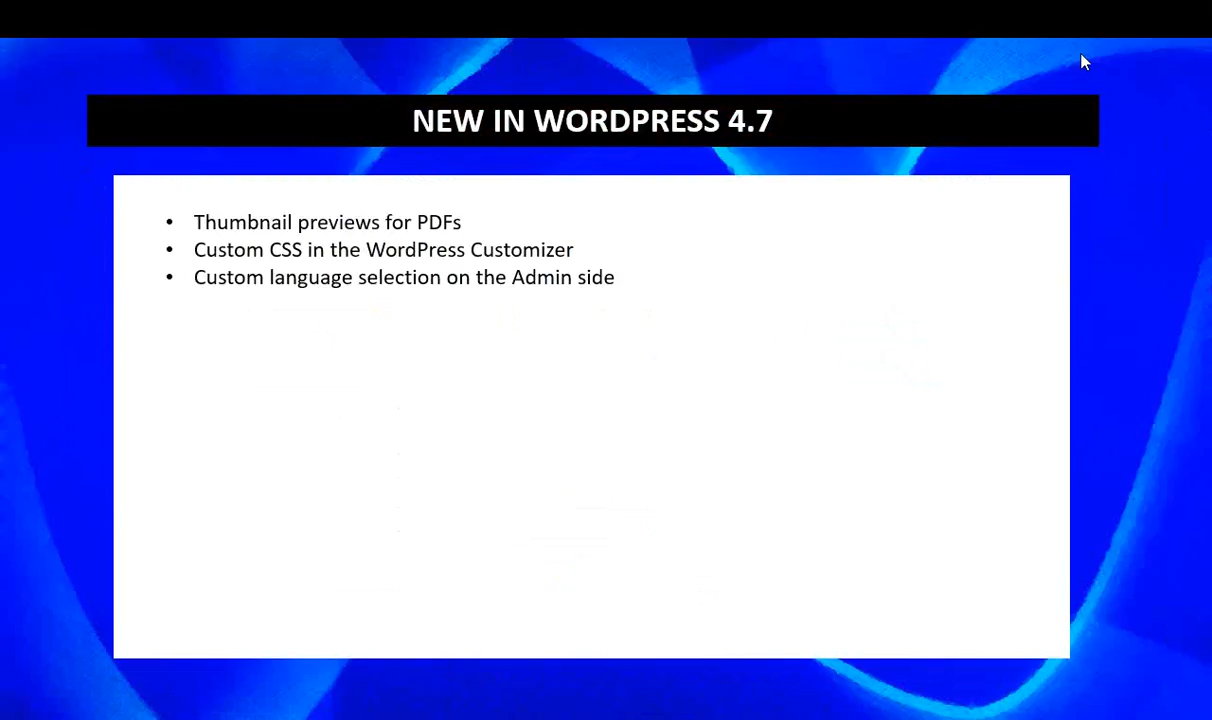 NEW IN WORDPRESS 4.7
• Thumbnail previews for PDFs
• Custom CSS in the WordPress Customizer
• Custom language selection on the Admin side